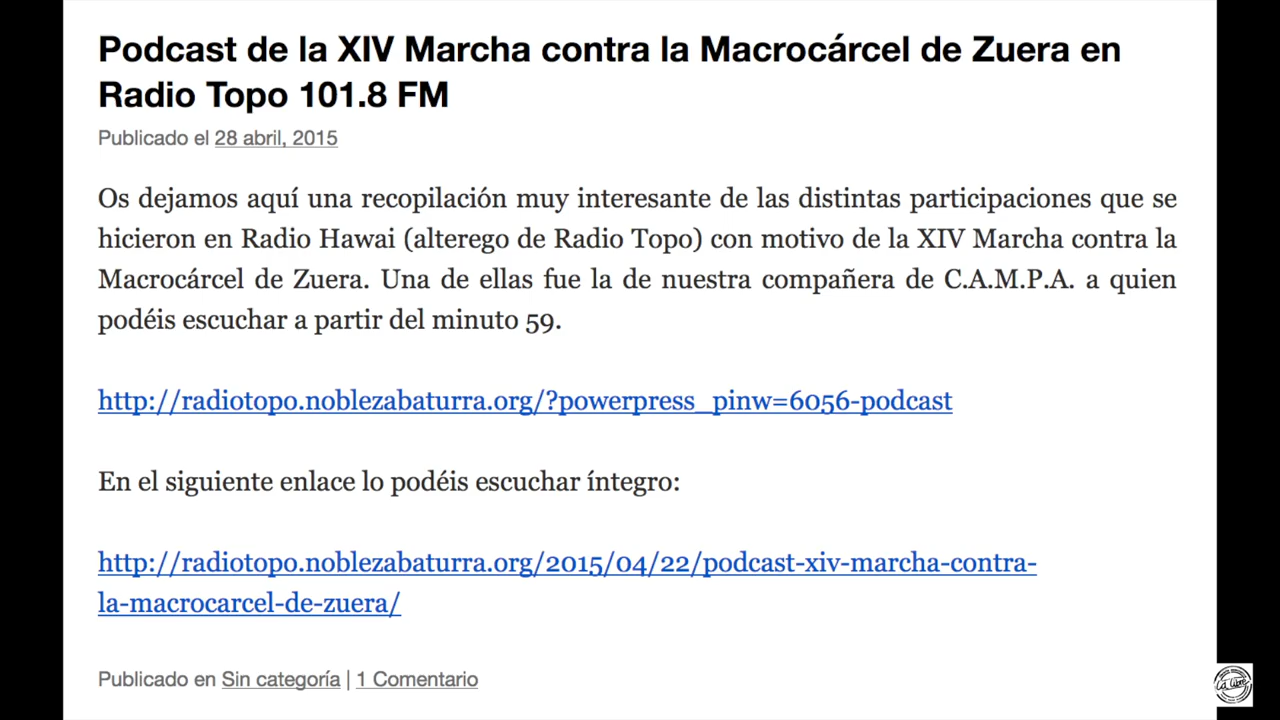 Podcast de la XIV Marcha contra la Macrocárcel de Zuera en
Radio Topo 101.8 FM
Publicado el 28 abril, 2015
Os dejamos aquí una recopilación muy interesante de las distintas participaciones que se
hicieron en Radio Hawai (alterego de Radio Topo) con motivo de la XIV Marcha contra la
Macrocárcel de Zuera. Una de ellas fue la de nuestra compañera de C.A.M.P.A. a quien
podéis escuchar a partir del minuto 59.
http://radiotopo.noblezabaturra.org/?powerpress_pinw=6056-podcast
En el siguiente enlace lo podéis escuchar íntegro:
http://radiotopo.noblezabaturra.org/2015/04/22/podcast-xiv-marcha-contra-
la-macrocarcel-de-zuera/
Publicado en Sin categoría | 1 Comentario